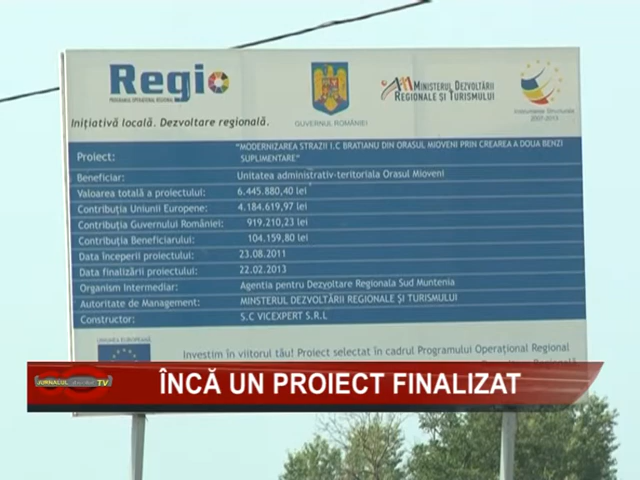 Regio
PROGRAMUL OPERAȚIONAL REGIONAL
Inițiativă locală. Dezvoltare regională.
GUVERNUL ROMÂNIEI
MINISTERUL DEZVOLTĂRII
REGIONALE ȘI TURISMULUI
Instrumente Structurale
2007-2013
Proiect: "MODERNIZAREA STRAZII I.C BRATIANU DIN ORASUL MIOVENI PRIN CREAREA A DOUA BENZI
SUPLIMENTARE"
Beneficiar: Unitatea administrativ-teritoriala Orasul Mioveni
Valoarea totală a proiectului: 6.445.880,40 lei
Contribuția Uniunii Europene: 4.184.619,97 lei
Contribuția Guvernului României: 919.210,23 lei
Contribuția Beneficiarului: 104.159,80 lei
Data începerii proiectului: 23.08.2011
Data finalizării proiectului: 22.02.2013
Organism Intermediar: Agentia pentru Dezvoltare Regionala Sud Muntenia
Autoritate de Management: MINSTERUL DEZVOLTĂRII REGIONALE ȘI TURISMULUI
Constructor: S.C VICEXPERT S.R.L
UNIUNEA EUROPEANĂ
Investim în viitorul tău! Proiect selectat în cadrul Programului Operațional Regional
JURNALUL TV
ÎNCĂ UN PROIECT FINALIZAT